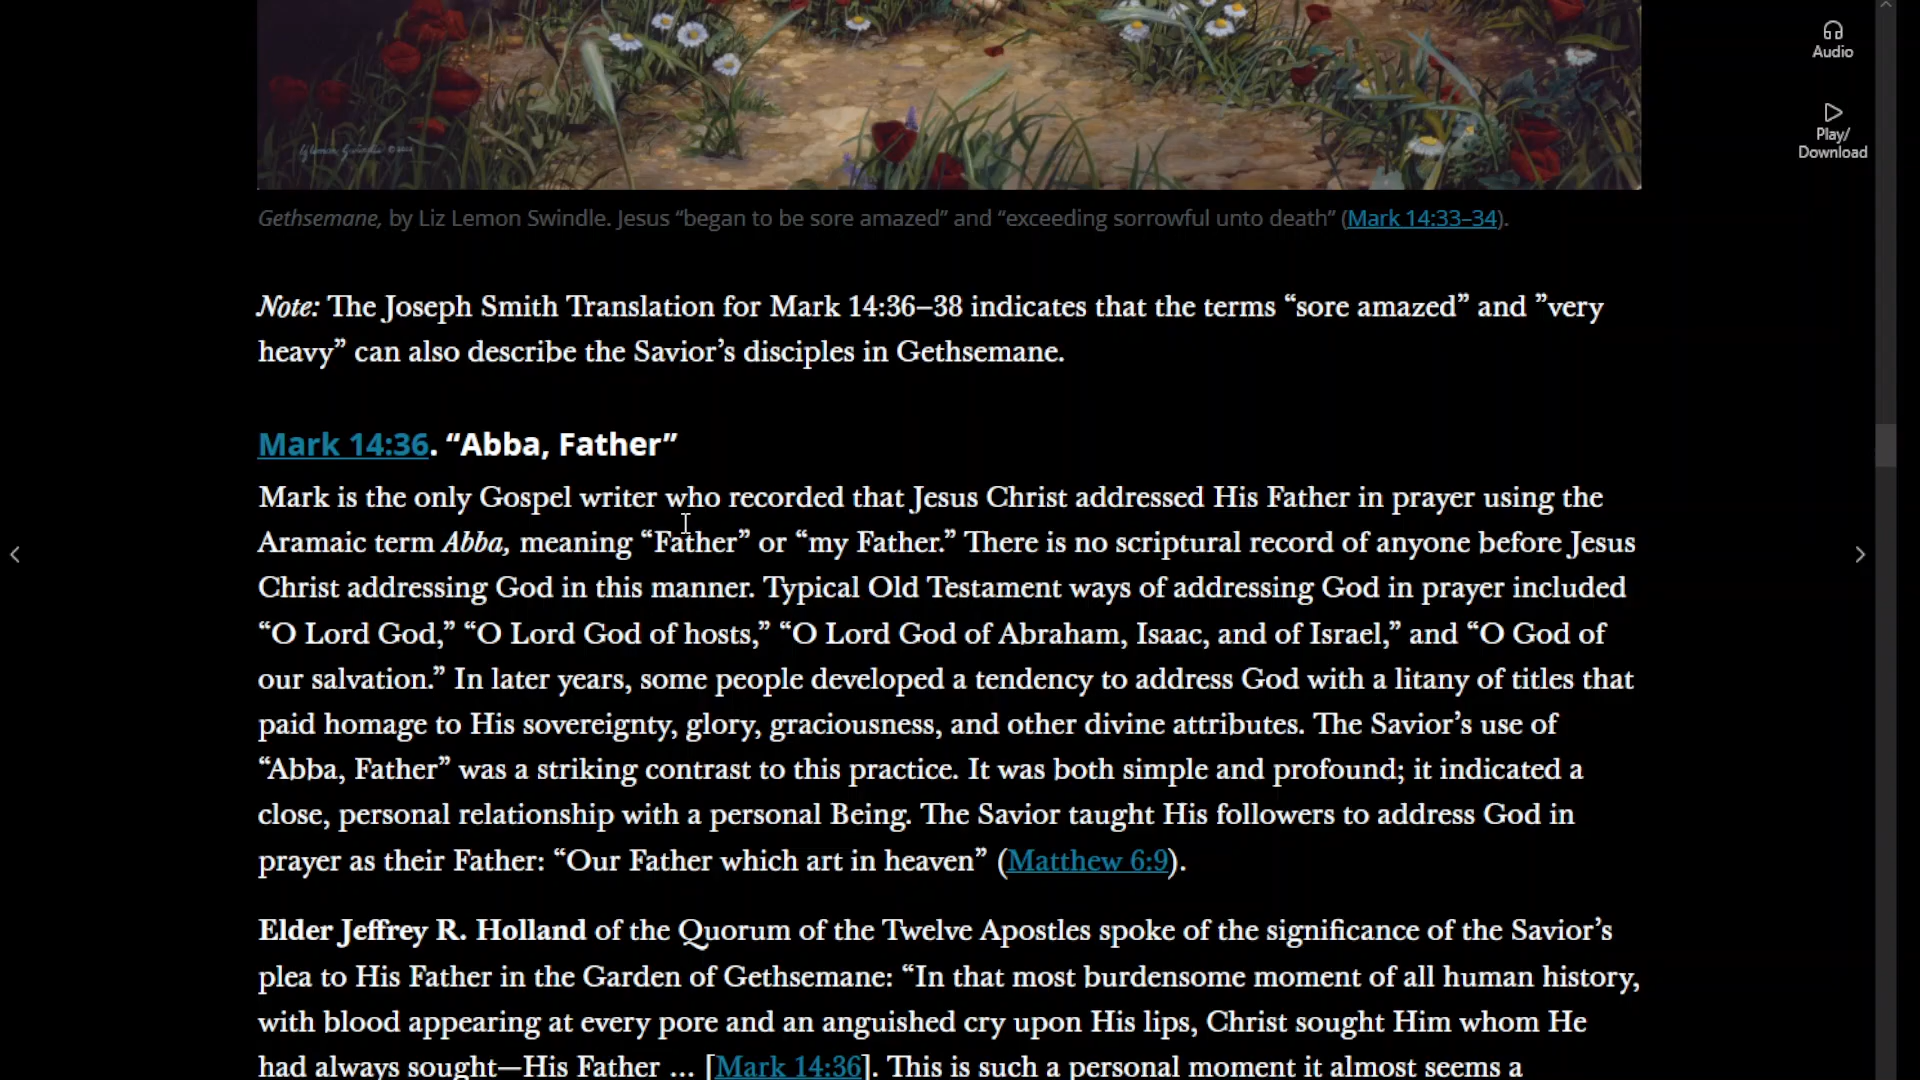 Audio
Play/
Download
Gethsemane, by Liz Lemon Swindle. Jesus “began to be sore amazed” and “exceeding sorrowful unto death” (Mark 14:33–34).
Note: The Joseph Smith Translation for Mark 14:36–38 indicates that the terms “sore amazed” and ”very
heavy” can also describe the Savior’s disciples in Gethsemane.
Mark 14:36. “Abba, Father”
Mark is the only Gospel writer who recorded that Jesus Christ addressed His Father in prayer using the
Aramaic term Abba, meaning “Father” or “my Father.” There is no scriptural record of anyone before Jesus
Christ addressing God in this manner. Typical Old Testament ways of addressing God in prayer included
“O Lord God,” “O Lord God of hosts,” “O Lord God of Abraham, Isaac, and of Israel,” and “O God of
our salvation.” In later years, some people developed a tendency to address God with a litany of titles that
paid homage to His sovereignty, glory, graciousness, and other divine attributes. The Savior’s use of
“Abba, Father” was a striking contrast to this practice. It was both simple and profound; it indicated a
close, personal relationship with a personal Being. The Savior taught His followers to address God in
prayer as their Father: “Our Father which art in heaven” (Matthew 6:9).
Elder Jeffrey R. Holland of the Quorum of the Twelve Apostles spoke of the significance of the Savior’s
plea to His Father in the Garden of Gethsemane: “In that most burdensome moment of all human history,
with blood appearing at every pore and an anguished cry upon His lips, Christ sought Him whom He
had always sought—His Father ... [Mark 14:36]. This is such a personal moment it almost seems a